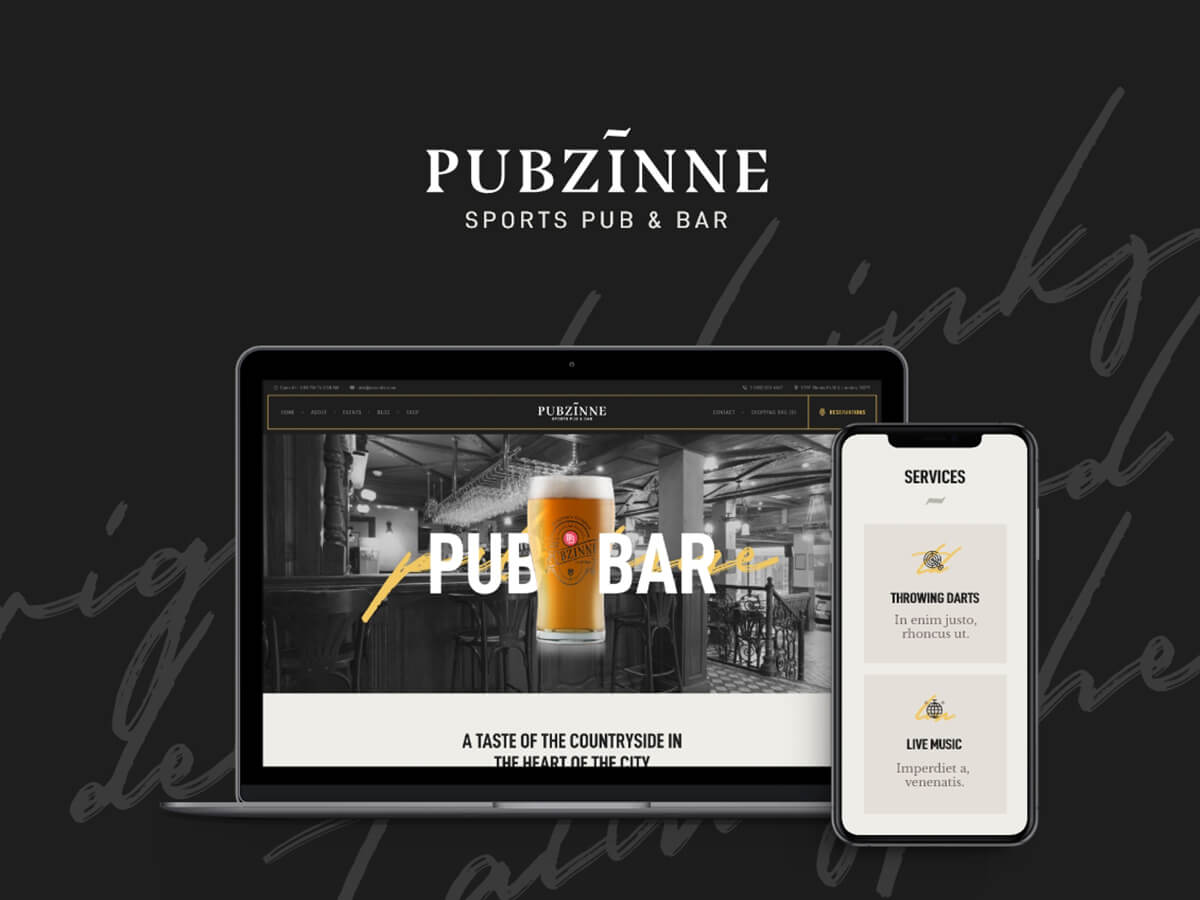 PUBZĪNNE
SPORTS PUB & BAR
HOME
ABOUT
EVENTS
BLOG
SHOP
PUBZĪNNE
SPORTS PUB & BAR
CONTACT
SHOPPING BAG (0)
RESERVATIONS
PUB BAR
A TASTE OF THE COUNTRYSIDE IN
THE HEART OF THE CITY
SERVICES
THROWING DARTS
In enim justo,
rhoncus ut.
LIVE MUSIC
Imperdiet a,
venenatis.